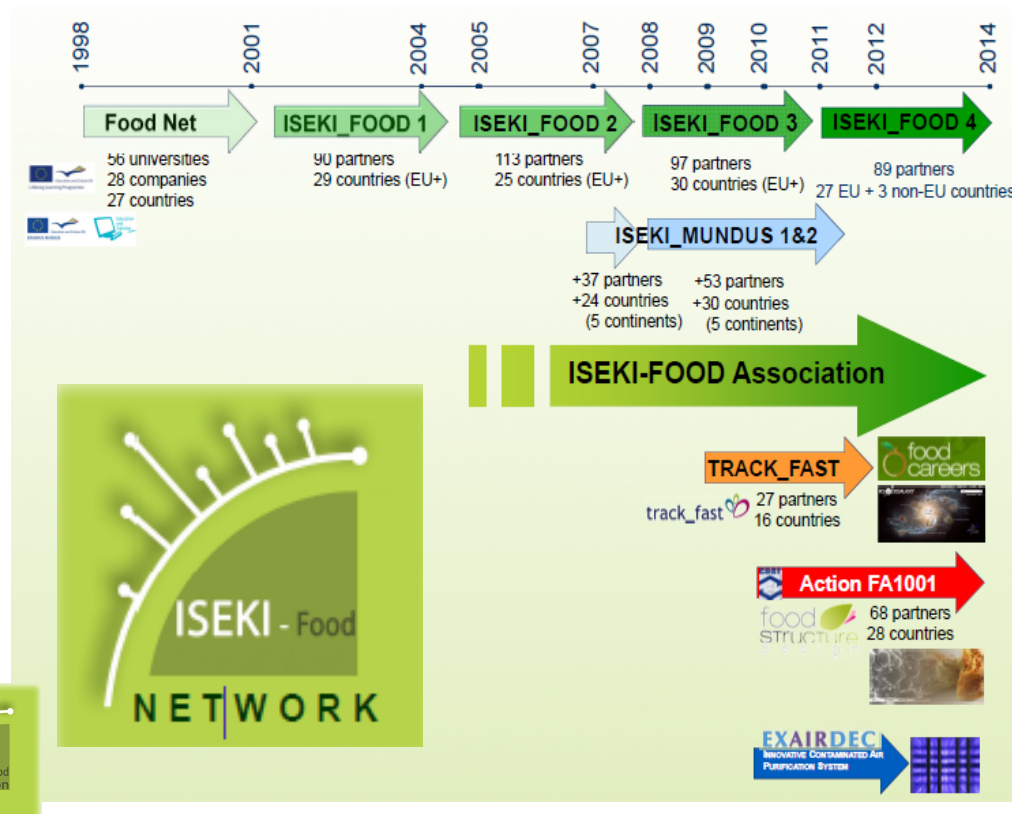 1998 2001 2004 2005 2007 2008 2009 2010 2011 2012 2014
Food Net ISEKI_FOOD 1 ISEKI_FOOD 2 ISEKI_FOOD 3 ISEKI_FOOD 4
56 universities
28 companies
27 countries
90 partners
29 countries (EU+)
113 partners
25 countries (EU+)
97 partners
30 countries (EU+)
89 partners
27 EU + 3 non-EU countries
ISEKI_MUNDUS 1&2
+37 partners
+24 countries
(5 continents)
+53 partners
+30 countries
(5 continents)
ISEKI-FOOD Association
TRACK_FAST
food
careers
track_fast
27 partners
16 countries
Action FA1001
food
STRUCTURE
68 partners
28 countries
ISEKI - Food
NETWORK
EXAIRDEC
INNOVATIVE CONTAMINATED AIR
PURIFICATION SYSTEM